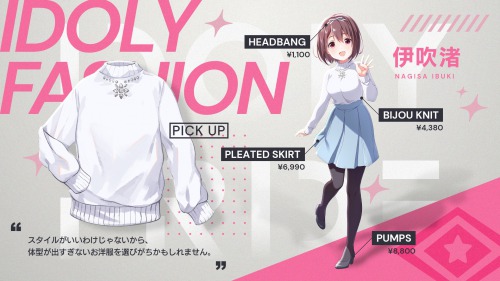 IDOLY
FASHION
PICK UP
HEADBANG
¥1,100
伊吹渚
NAGISA IBUKI
BIJOU KNIT
¥4,380
PLEATED SKIRT
¥6,990
PUMPS
¥8,800
“
スタイルがいいわけじゃないから、
体型が出すぎないお洋服を選びがちかもしれません。
”